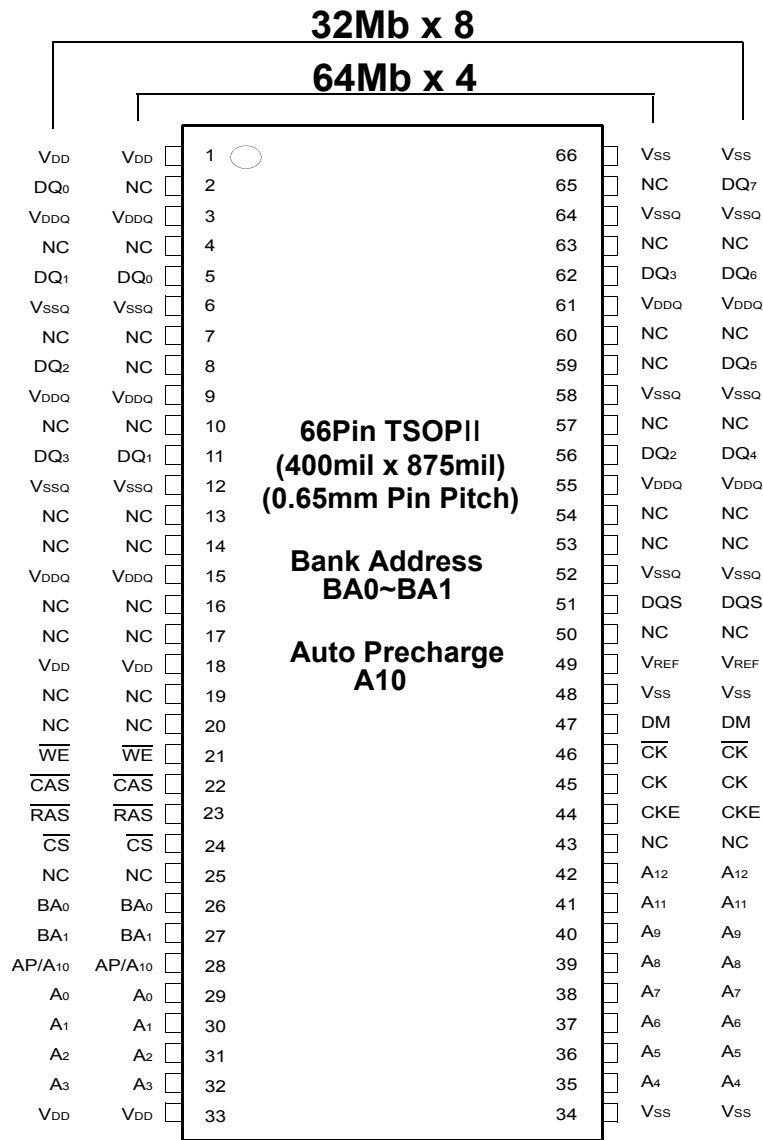 32Mb x 8
64Mb x 4
VDD VDD 1 66 VSS VSS
DQ0 NC 2 65 NC DQ7
VDDQ VDDQ 3 64 VSSQ VSSQ
NC NC 4 63 NC NC
DQ1 DQ0 5 62 DQ3 DQ6
VSSQ VSSQ 6 61 VDDQ VDDQ
NC NC 7 60 NC NC
DQ2 NC 8 59 NC DQ5
VDDQ VDDQ 9 58 VSSQ VSSQ
NC NC 10 57 NC NC
DQ3 DQ1 11 56 DQ2 DQ4
VSSQ VSSQ 12 55 VDDQ VDDQ
NC NC 13 54 NC NC
NC NC 14 53 NC NC
VDDQ VDDQ 15 52 VSSQ VSSQ
NC NC 16 51 DQS DQS
NC NC 17 50 NC NC
VDD VDD 18 49 VREF VREF
NC NC 19 48 VSS VSS
NC NC 20 47 DM DM
W̅E̅ W̅E̅ 21 46 C̅K̅ C̅K̅
C̅A̅S̅ C̅A̅S̅ 22 45 CK CK
R̅A̅S̅ R̅A̅S̅ 23 44 CKE CKE
C̅S̅ C̅S̅ 24 43 NC NC
NC NC 25 42 A12 A12
BA0 BA0 26 41 A11 A11
BA1 BA1 27 40 A9 A9
AP/A10 AP/A10 28 39 A8 A8
A0 A0 29 38 A7 A7
A1 A1 30 37 A6 A6
A2 A2 31 36 A5 A5
A3 A3 32 35 A4 A4
VDD VDD 33 34 VSS VSS
66Pin TSOPII
(400mil x 875mil)
(0.65mm Pin Pitch)
Bank Address
BA0~BA1
Auto Precharge
A10